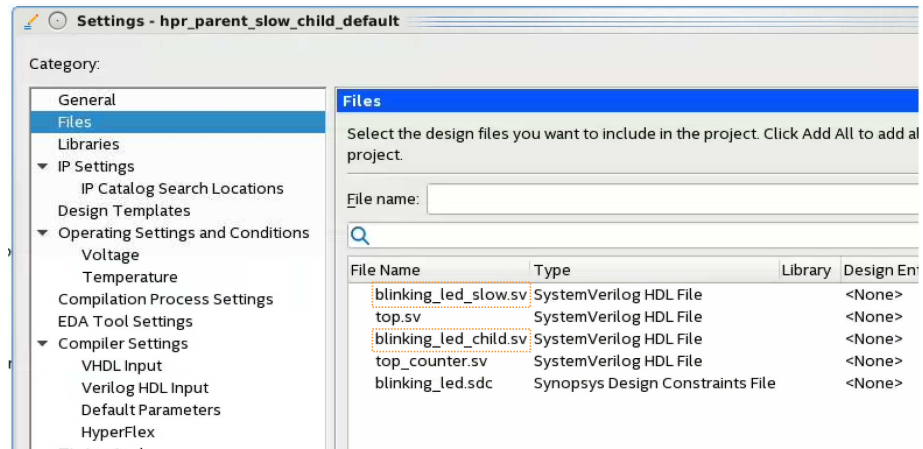 Settings - hpr_parent_slow_child_default
Category:
General
Files
Libraries
IP Settings
IP Catalog Search Locations
Design Templates
Operating Settings and Conditions
Voltage
Temperature
Compilation Process Settings
EDA Tool Settings
Compiler Settings
VHDL Input
Verilog HDL Input
Default Parameters
HyperFlex
Files
Select the design files you want to include in the project. Click Add All to add al
project.
File name:
File Name Type Library Design En
blinking_led_slow.sv SystemVerilog HDL File <None>
top.sv SystemVerilog HDL File <None>
blinking_led_child.sv SystemVerilog HDL File <None>
top_counter.sv SystemVerilog HDL File <None>
blinking_led.sdc Synopsys Design Constraints File <None>